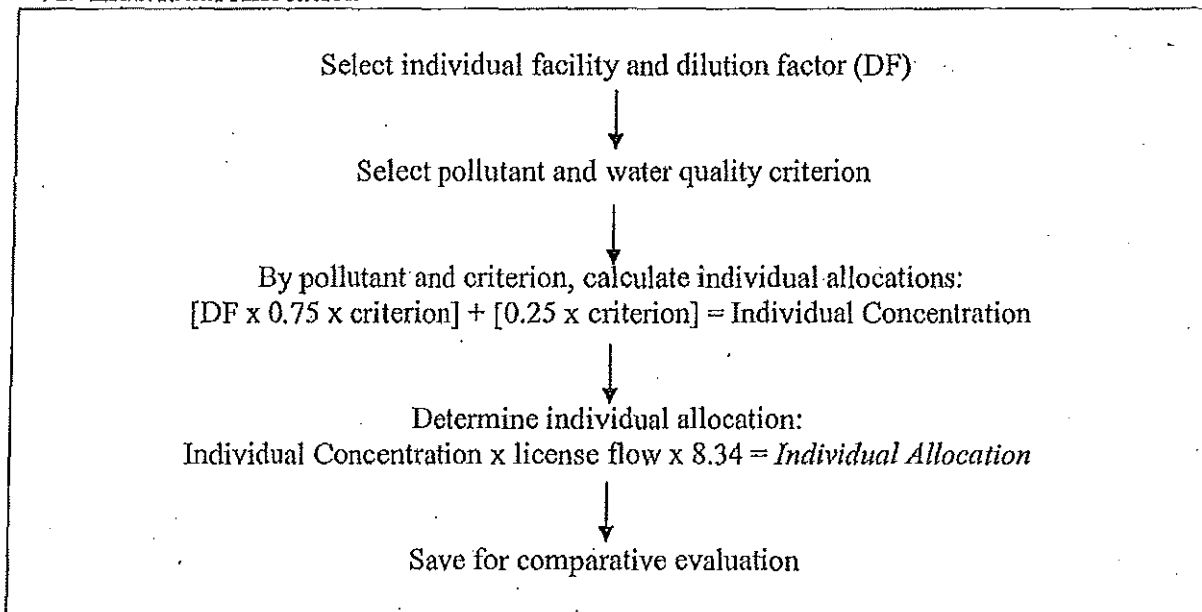 Select individual facility and dilution factor (DF)
Select pollutant and water quality criterion
By pollutant and criterion, calculate individual allocations:
[DF x 0.75 x criterion] + [0.25 x criterion] = Individual Concentration
Determine individual allocation:
Individual Concentration x license flow x 8.34 = Individual Allocation
Save for comparative evaluation